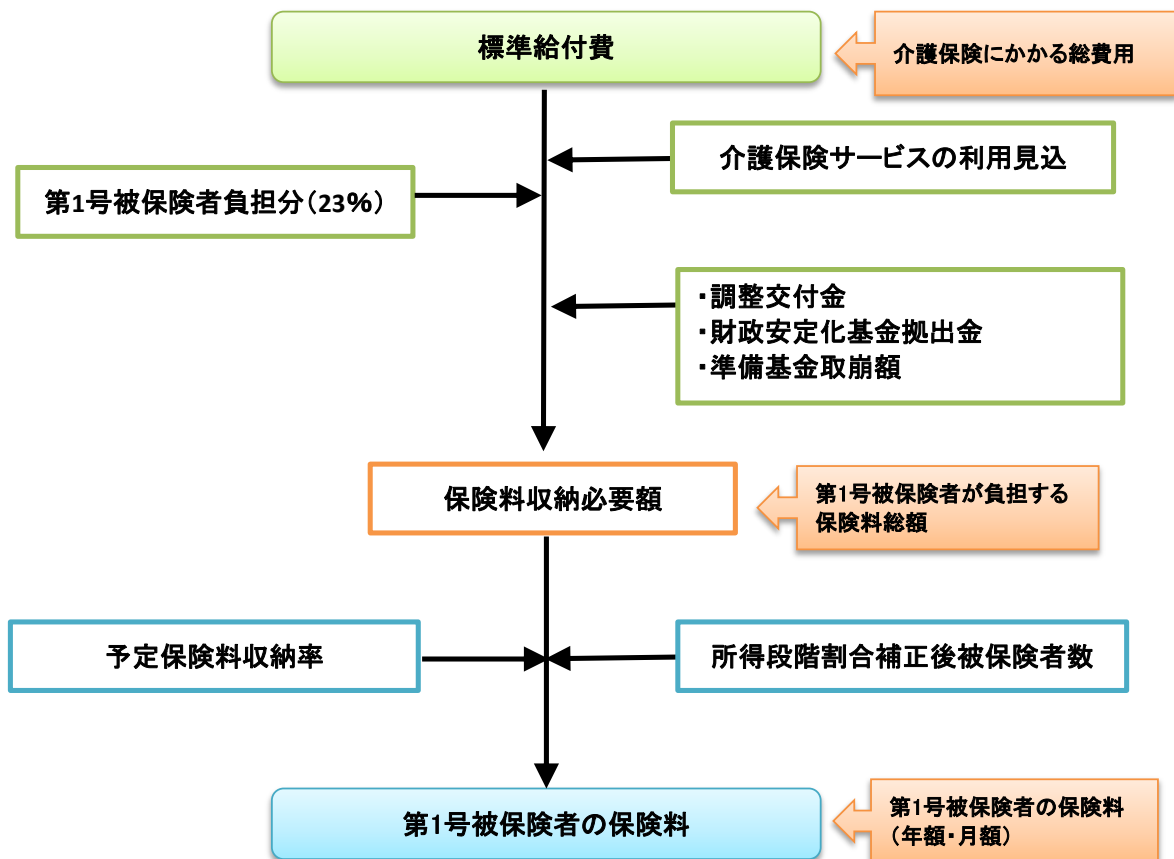 標準給付費
介護保険にかかる総費用
介護保険サービスの利用見込
第1号被保険者負担分(23%)
・調整交付金
・財政安定化基金拠出金
・準備基金取崩額
保険料収納必要額
第1号被保険者が負担する
保険料総額
予定保険料収納率
所得段階割合補正後被保険者数
第1号被保険者の保険料
第1号被保険者の保険料
(年額・月額)